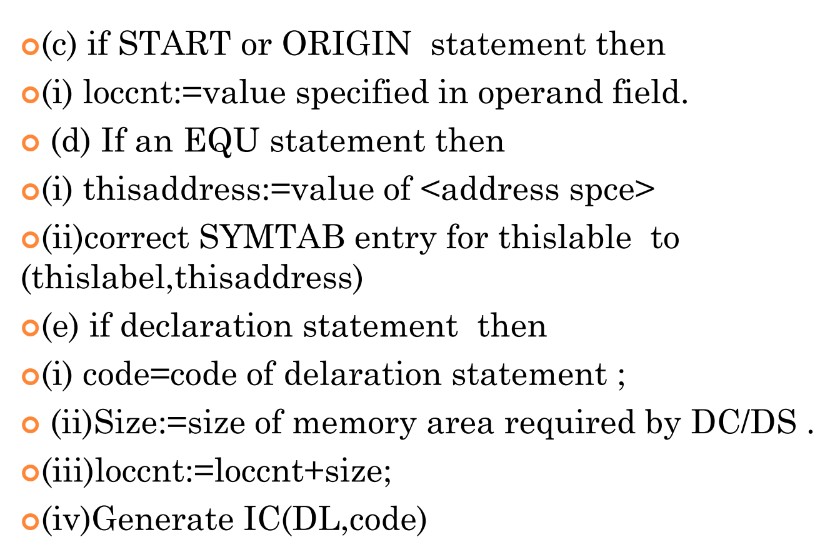 (c) if START or ORIGIN statement then
(i) loccnt:=value specified in operand field.
(d) If an EQU statement then
(i) thisaddress:=value of <address spce>
(ii)correct SYMTAB entry for thislable to
(thislabel,thisaddress)
(e) if declaration statement then
(i) code=code of delaration statement ;
(ii)Size:=size of memory area required by DC/DS .
(iii)loccnt:=loccnt+size;
(iv)Generate IC(DL,code)